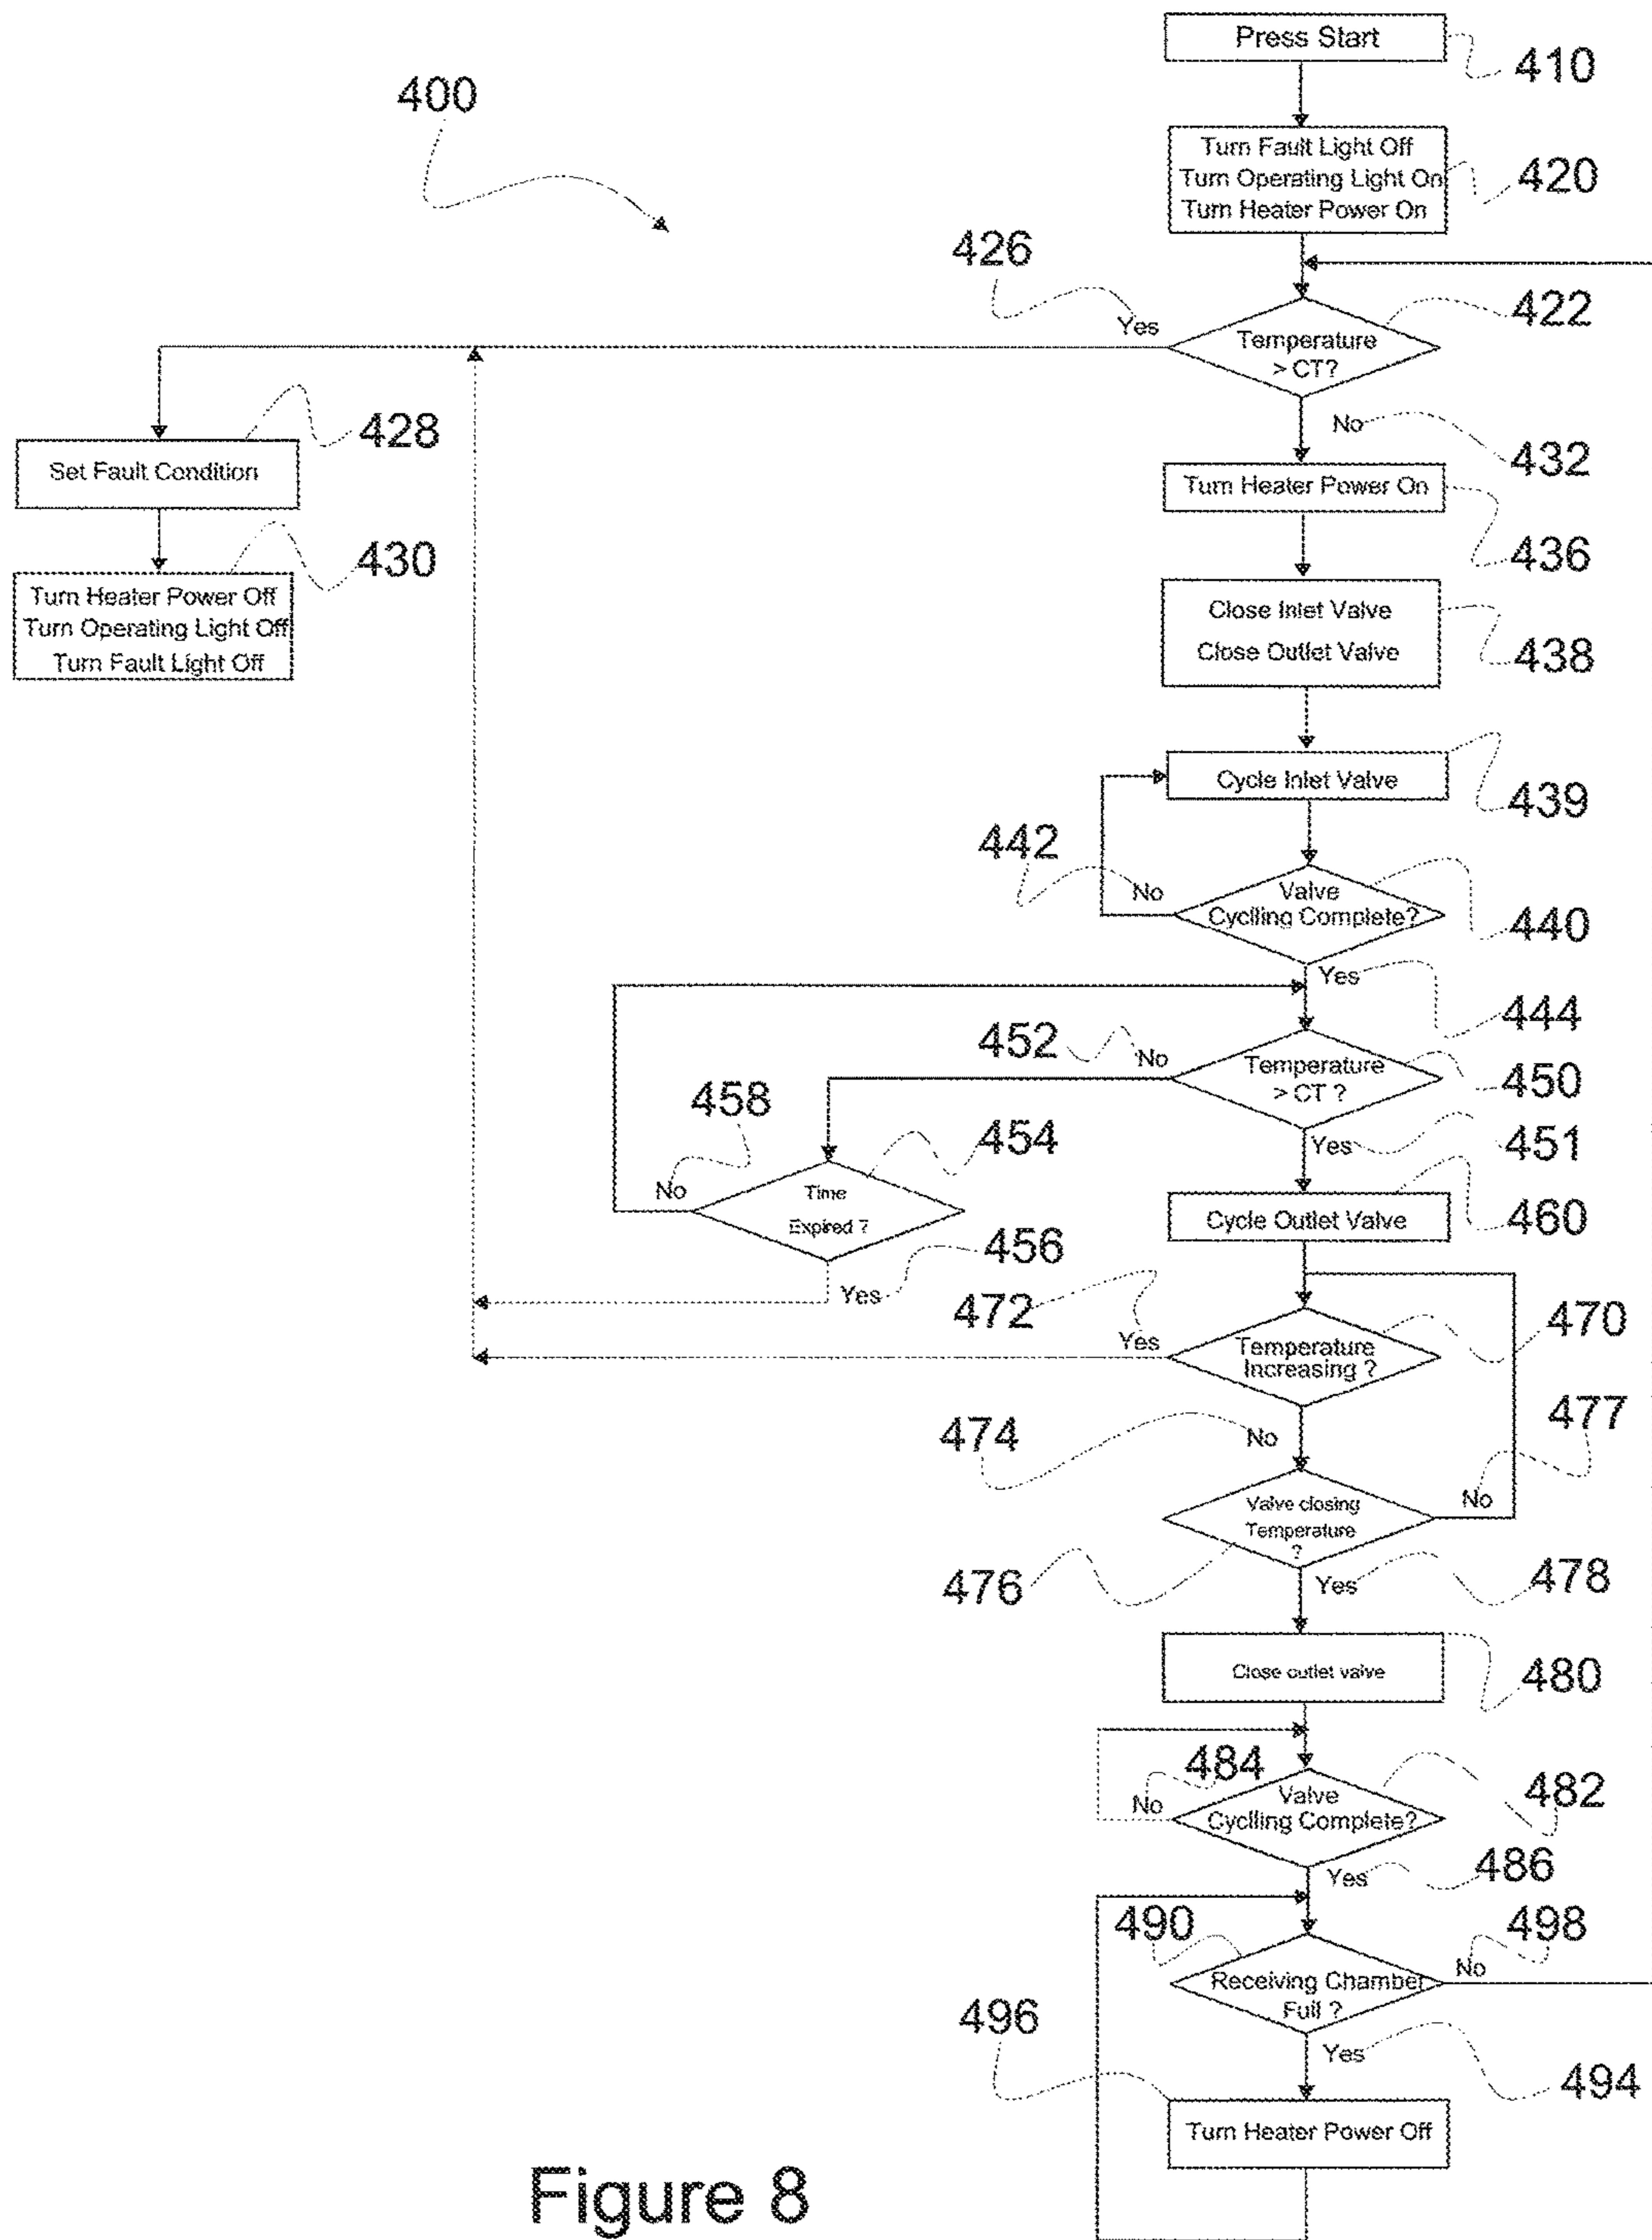 Press Start
410
400
Turn Fault Light Off
Turn Operating Light On
Turn Heater Power On
420
426
Yes
422
Temperature
> CT?
428
No
432
Set Fault Condition
Turn Heater Power On
430
436
Turn Heater Power Off
Turn Operating Light Off
Turn Fault Light Off
Close Inlet Valve
Close Outlet Valve
438
Cycle Inlet Valve
439
442
No
Valve
Cyclling Complete?
440
Yes
444
452
No
Temperature
> CT ?
450
458
454
Yes
451
No
Time
Expired ?
Cycle Outlet Valve
460
456
Yes
472
Yes
470
Temperature
Increasing ?
477
474
No
Valve closing
Temperature
?
No
476
Yes
478
Close outlet valve
480
484
No
Valve
Cyclling Complete?
482
Yes
486
490
498
No
Receiving Chamber
Full ?
496
Yes
494
Turn Heater Power Off
Figure 8